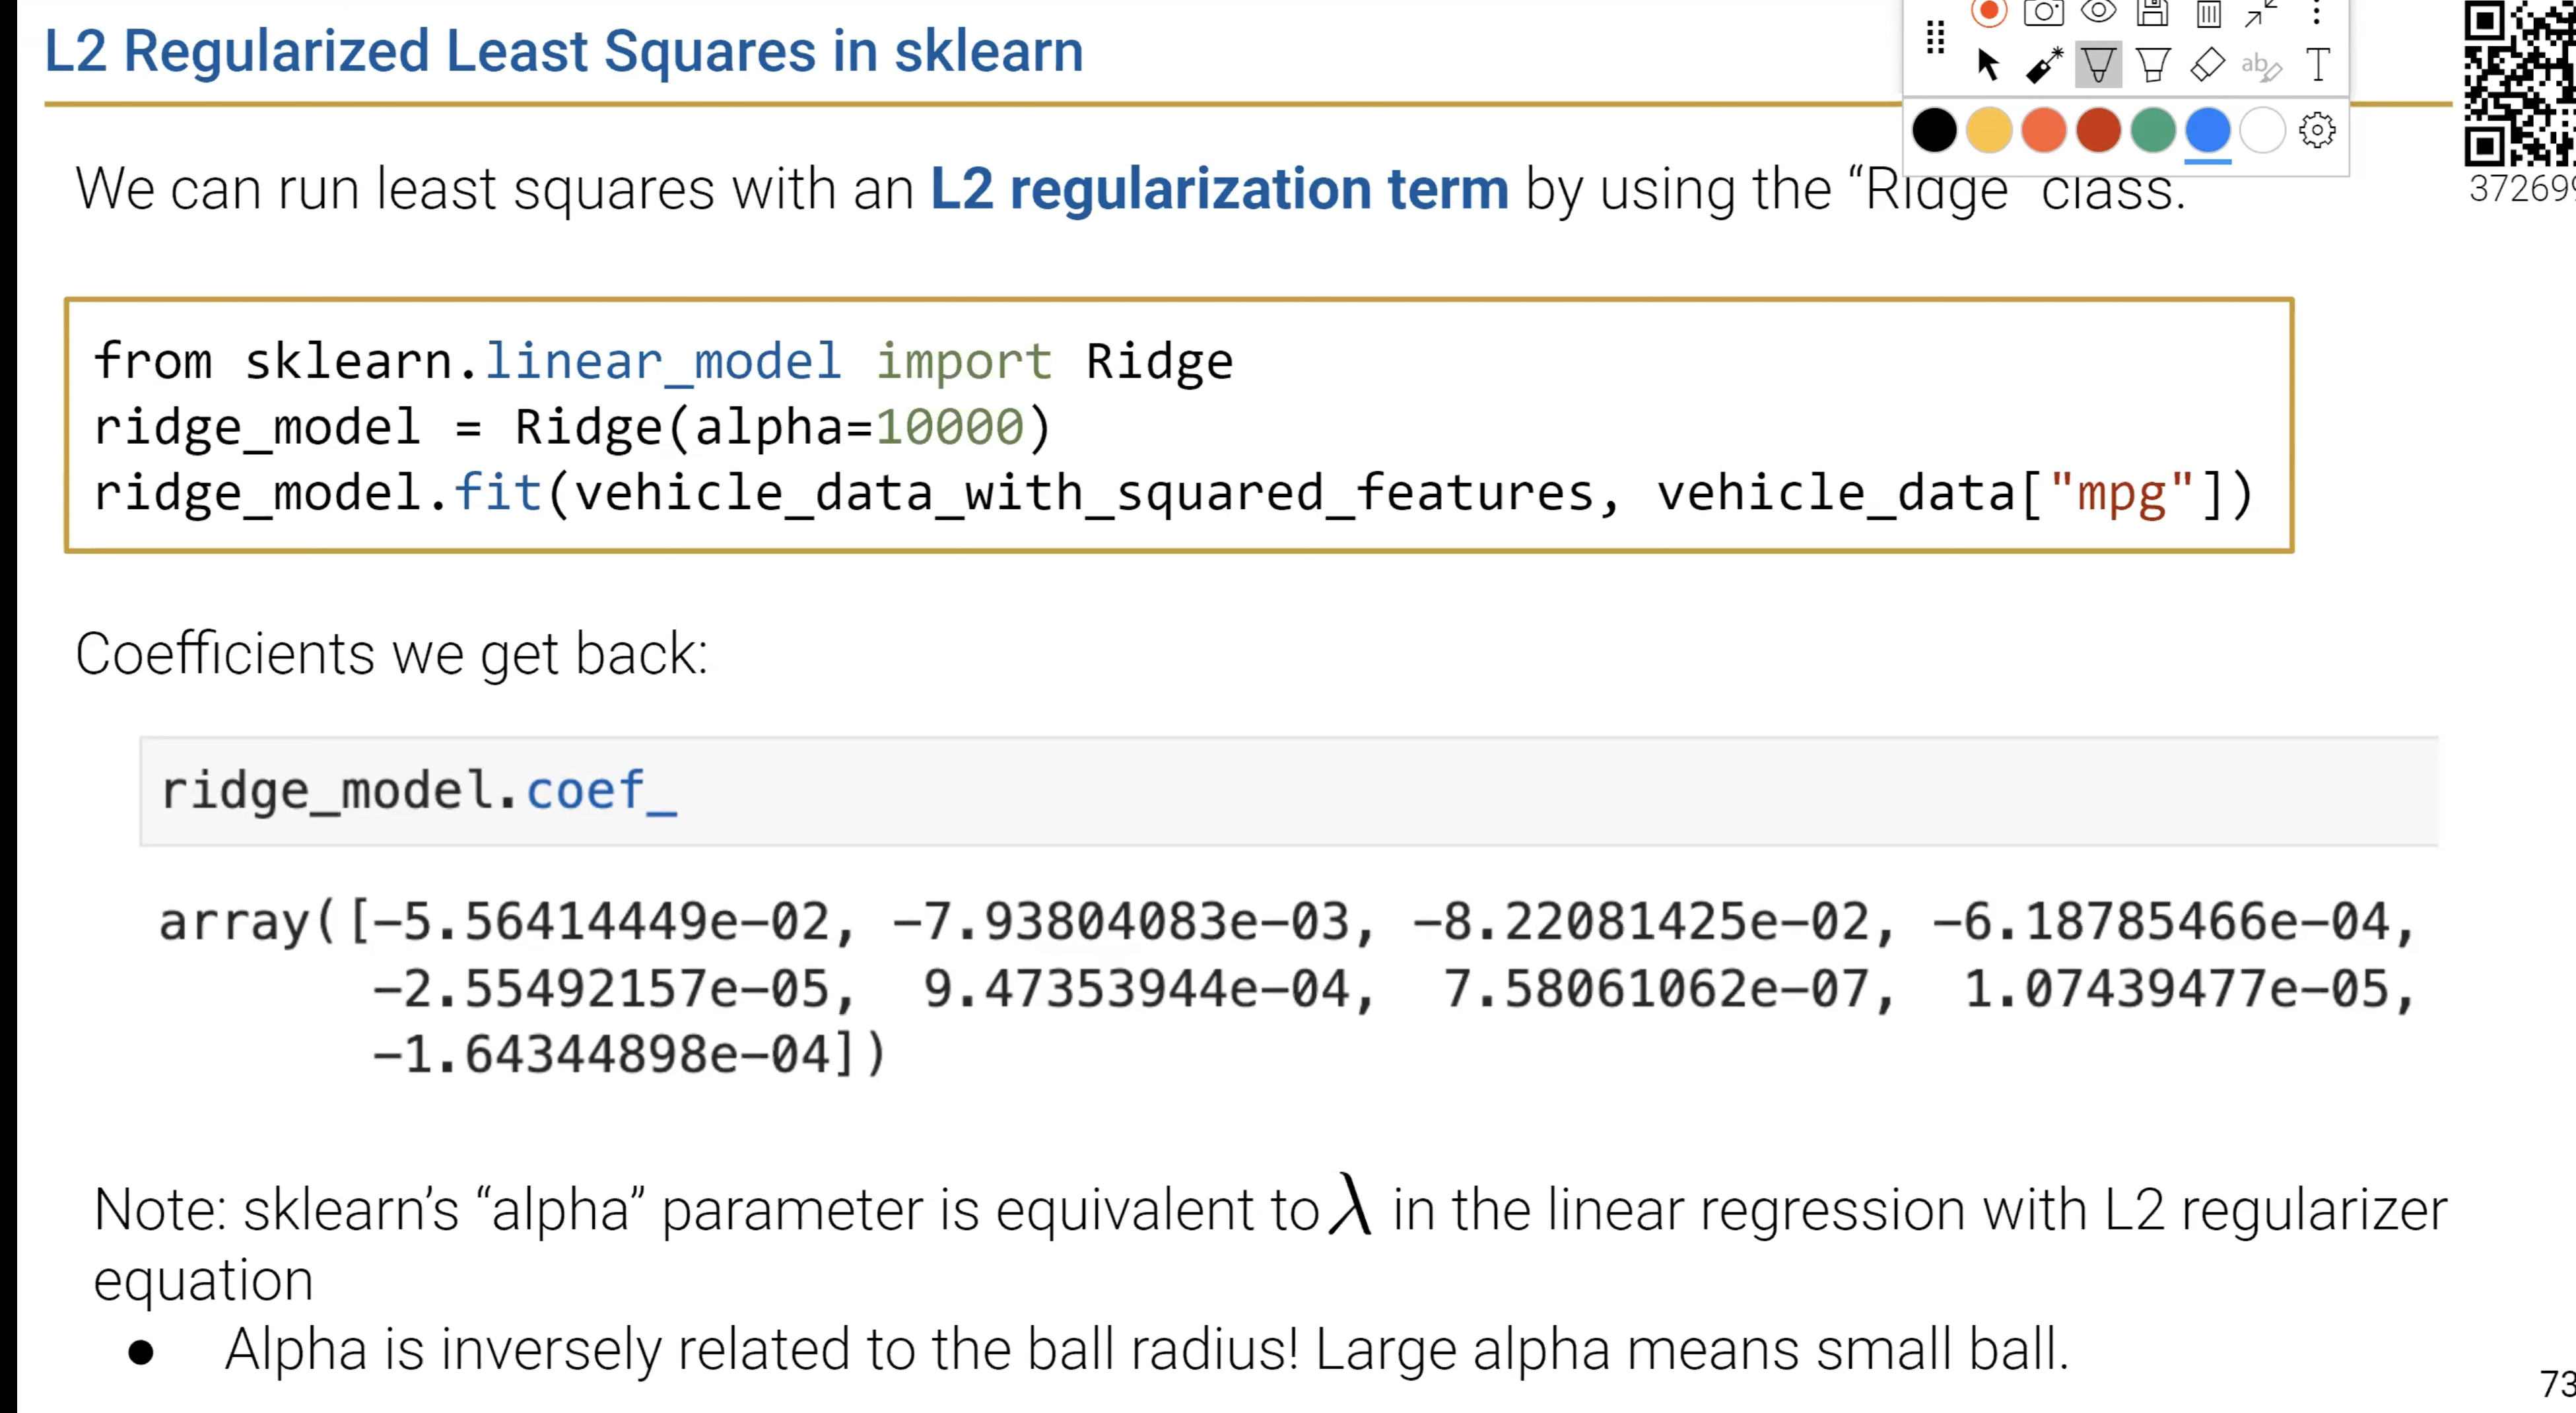 L2 Regularized Least Squares in sklearn
We can run least squares with an L2 regularization term by using the “Ridge” class.
37269
from sklearn.linear_model import Ridge
ridge_model = Ridge(alpha=10000)
ridge_model.fit(vehicle_data_with_squared_features, vehicle_data["mpg"])
Coefficients we get back:
ridge_model.coef_
array([-5.56414449e-02, -7.93804083e-03, -8.22081425e-02, -6.18785466e-04,
-2.55492157e-05, 9.47353944e-04, 7.58061062e-07, 1.07439477e-05,
-1.64344898e-04])
Note: sklearn’s “alpha” parameter is equivalent to λ in the linear regression with L2 regularizer
equation
● Alpha is inversely related to the ball radius! Large alpha means small ball.
73